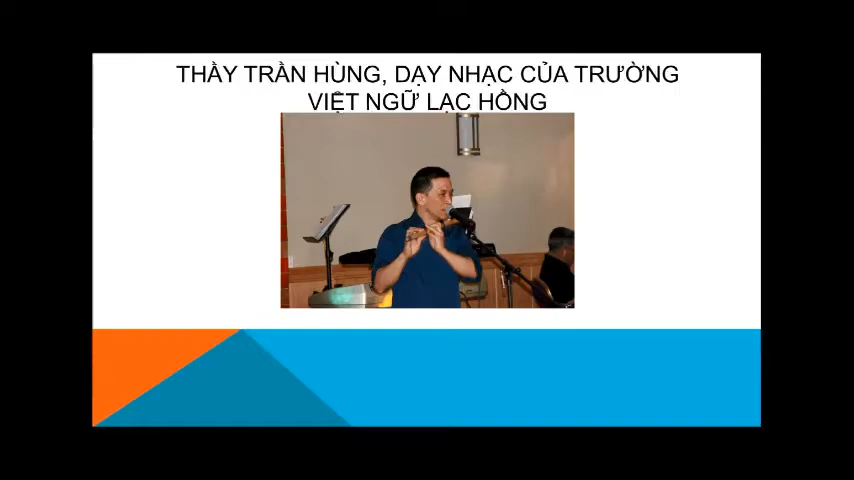 THẦY TRẦN HÙNG, DẠY NHẠC CỦA TRƯỜNG
VIỆT NGỮ LẠC HỒNG